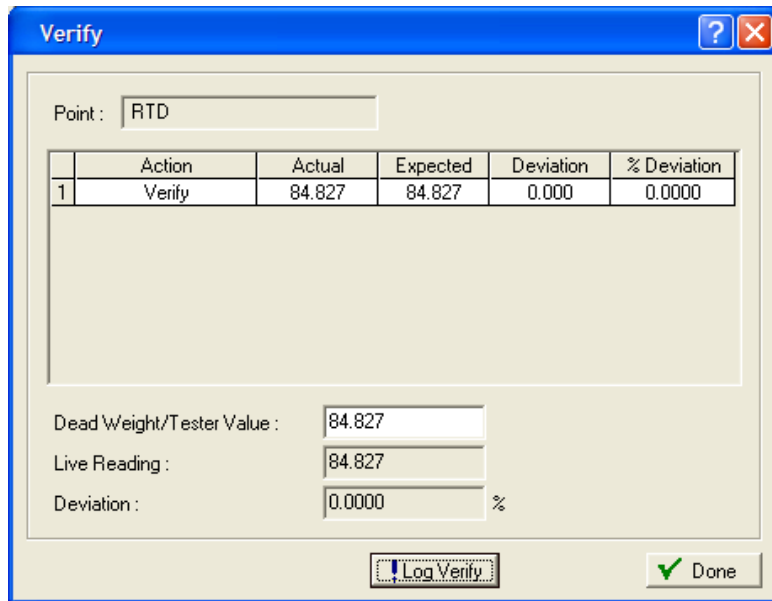 Verify
Point : RTD
Action Actual Expected Deviation % Deviation
1 Verify 84.827 84.827 0.000 0.0000
Dead Weight/Tester Value : 84.827
Live Reading : 84.827
Deviation : 0.0000 %
! Log Verify Done